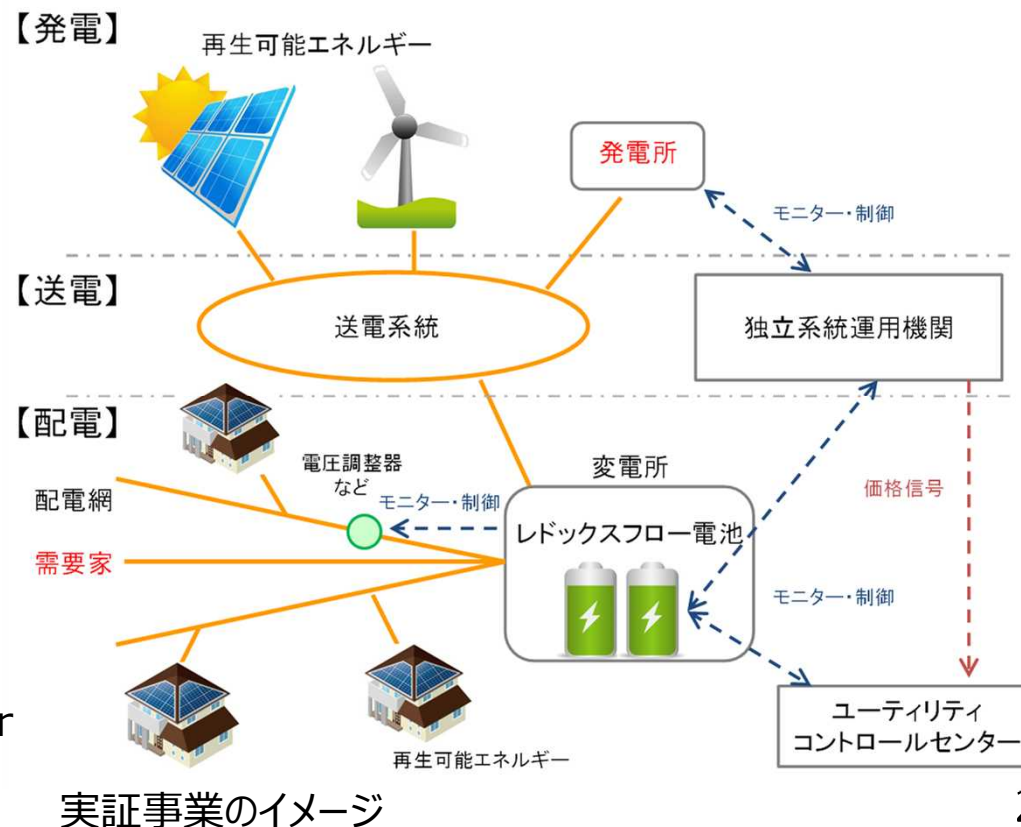 【発電】
再生可能エネルギー
発電所
モニター・制御
【送電】
送電系統
独立系統運用機関
【配電】
配電網
需要家
電圧調整器
など
モニター・制御
変電所
レドックスフロー電池
価格信号
モニター・制御
再生可能エネルギー
ユーティリティ
コントロールセンター
r
実証事業のイメージ
2